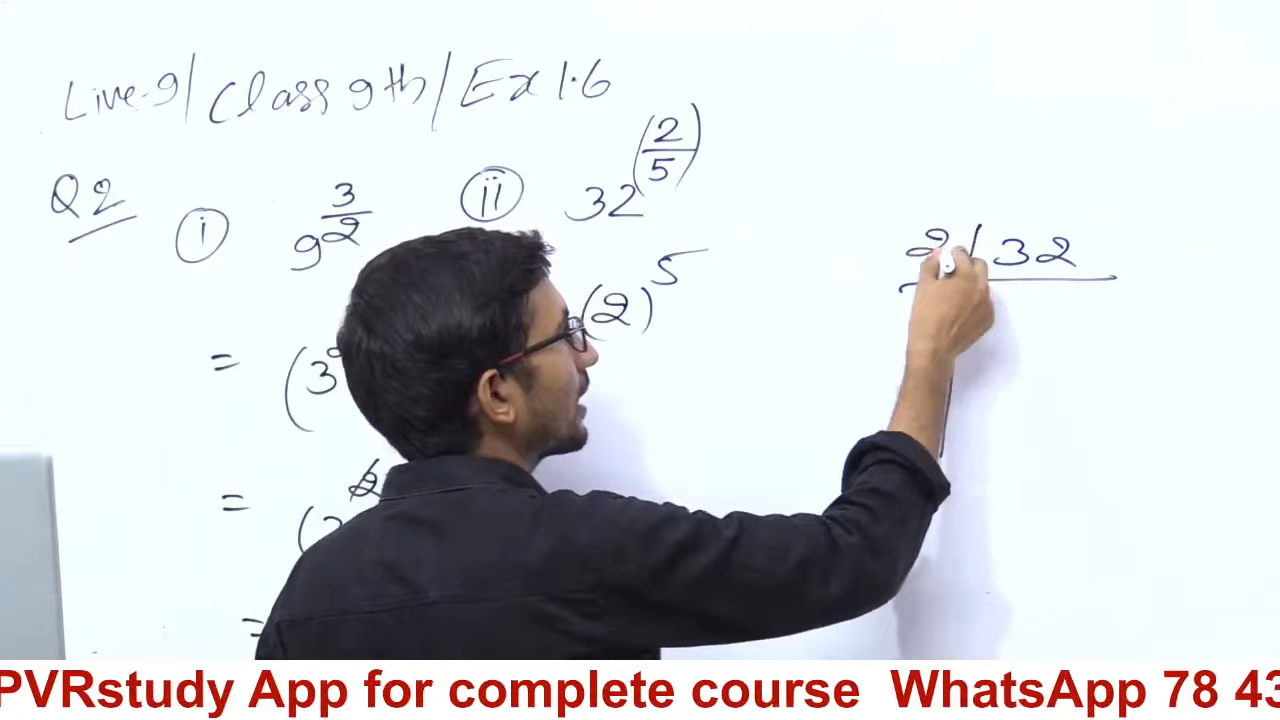 Live-9/ Class 9th/ Ex 1.6
Q2 i 9^(3/2) ii 32^(2/5)
2 | 32
(2)^5
= (3
=
=
PVRstudy App for complete course WhatsApp 78 43